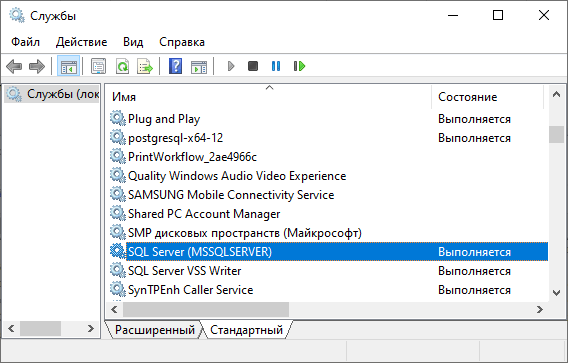 Службы
Файл Действие Вид Справка
Службы (лок
Имя Состояние
Plug and Play Выполняется
postgresql-x64-12 Выполняется
PrintWorkflow_2ae4966c
Quality Windows Audio Video Experience
SAMSUNG Mobile Connectivity Service
Shared PC Account Manager
SMP дисковых пространств (Майкрософт)
SQL Server (MSSQLSERVER) Выполняется
SQL Server VSS Writer Выполняется
SynTPEnh Caller Service Выполняется
Расширенный Стандартный